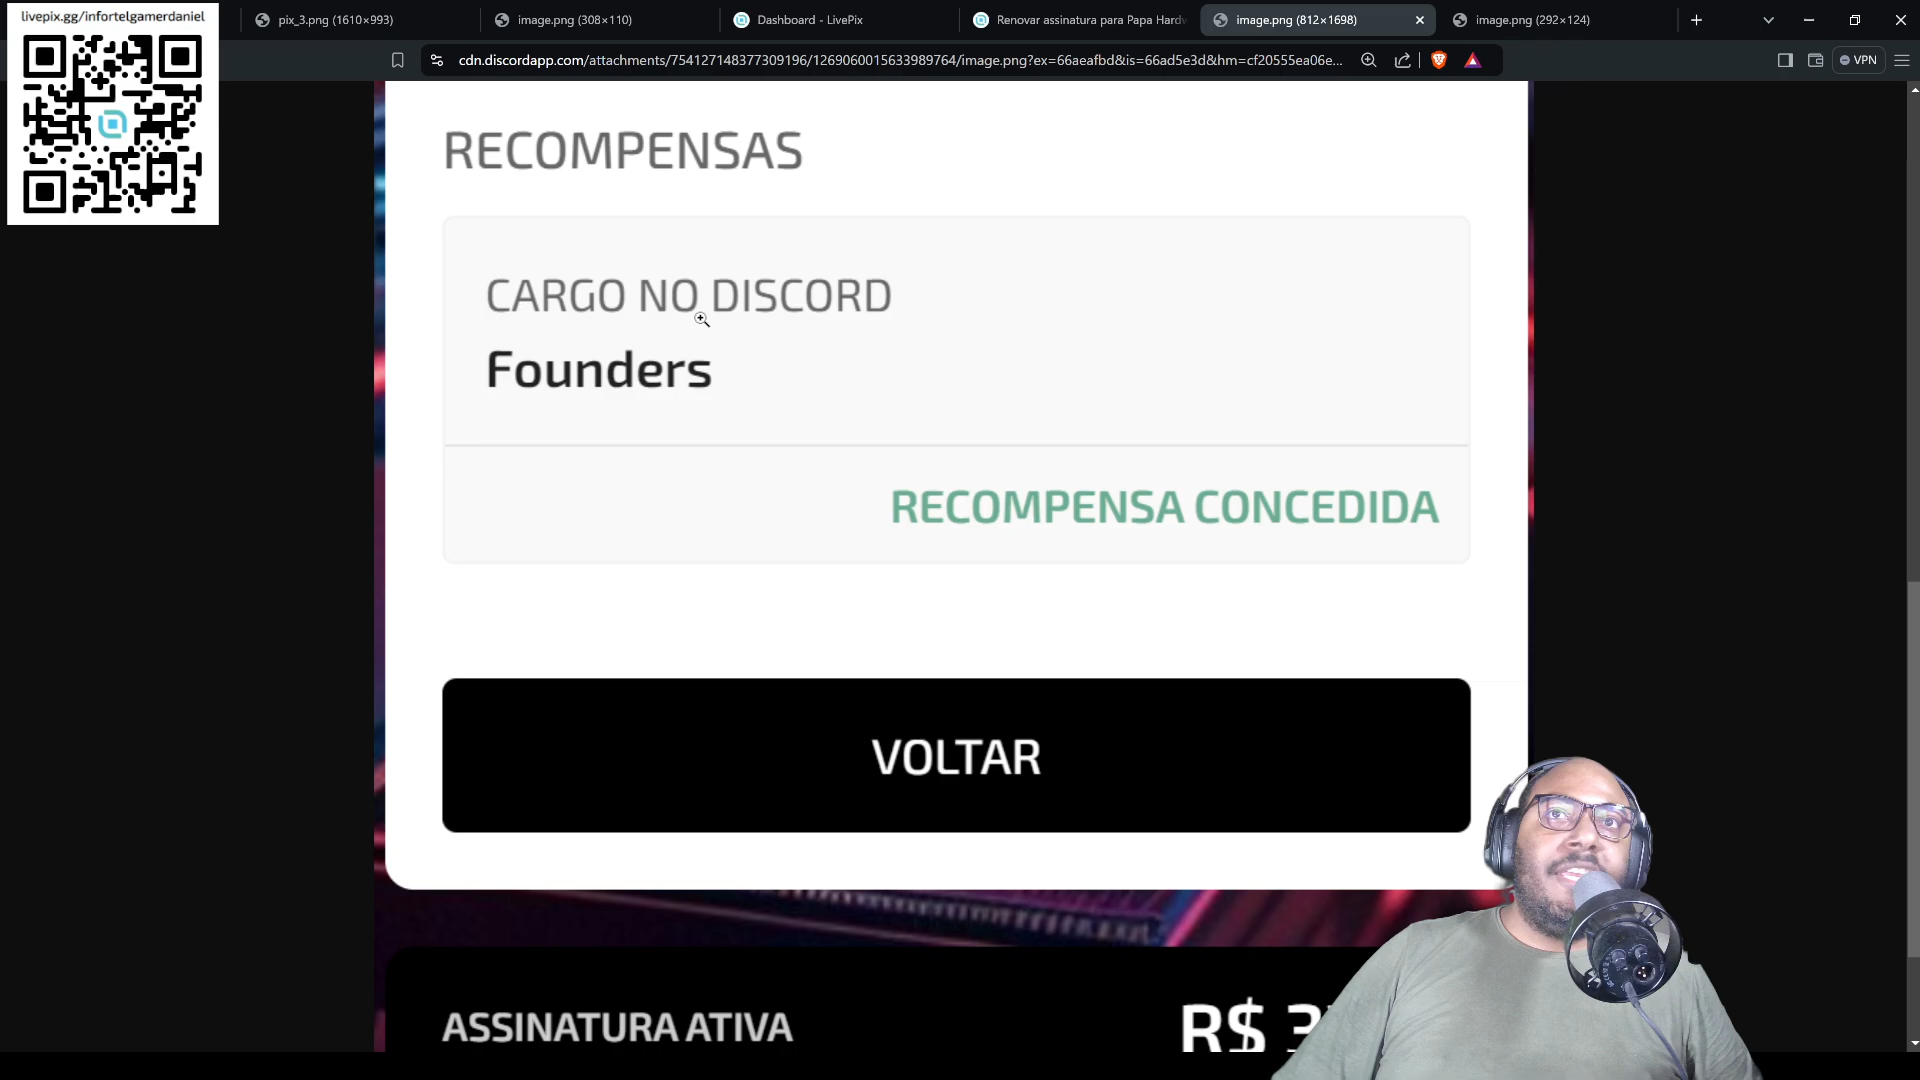 livepix.gg/infortelgamerdaniel
pix_3.png (1610×993)
image.png (308×110)
Dashboard - LivePix
Renovar assinatura para Papa Hardw
image.png (812×1698)
image.png (292×124)
cdn.discordapp.com/attachments/754127148377309196/1269060015633989764/image.png?ex=66aeafbd&is=66ad5e3d&hm=cf20555ea06e...
VPN
RECOMPENSAS
CARGO NO DISCORD
Founders
RECOMPENSA CONCEDIDA
VOLTAR
ASSINATURA ATIVA
R$ 3